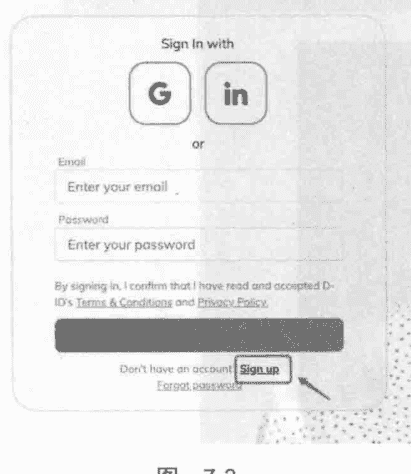 Sign In with
G in
or
Email
Enter your email
Password
Enter your password
By signing in, I confirm that I have read and accepted D-
ID's Terms & Conditions and Privacy Policy.
Don't have an account Sign up
Forgot password
图 7-2